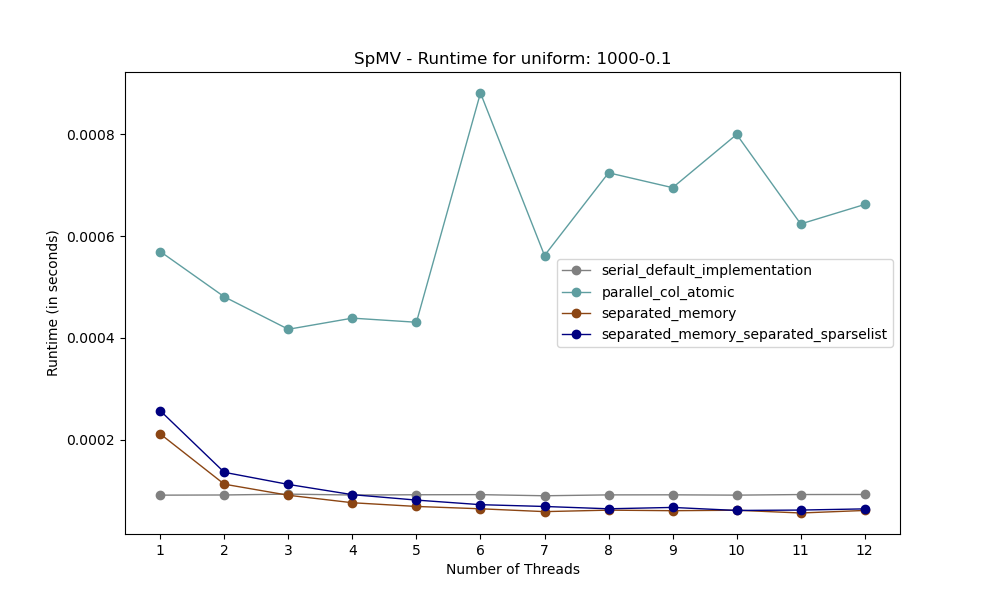 SpMV - Runtime for uniform: 1000-0.1
Runtime (in seconds)
0.0008
0.0006
0.0004
0.0002
serial_default_implementation
parallel_col_atomic
separated_memory
separated_memory_separated_sparselist
1 2 3 4 5 6 7 8 9 10 11 12
Number of Threads